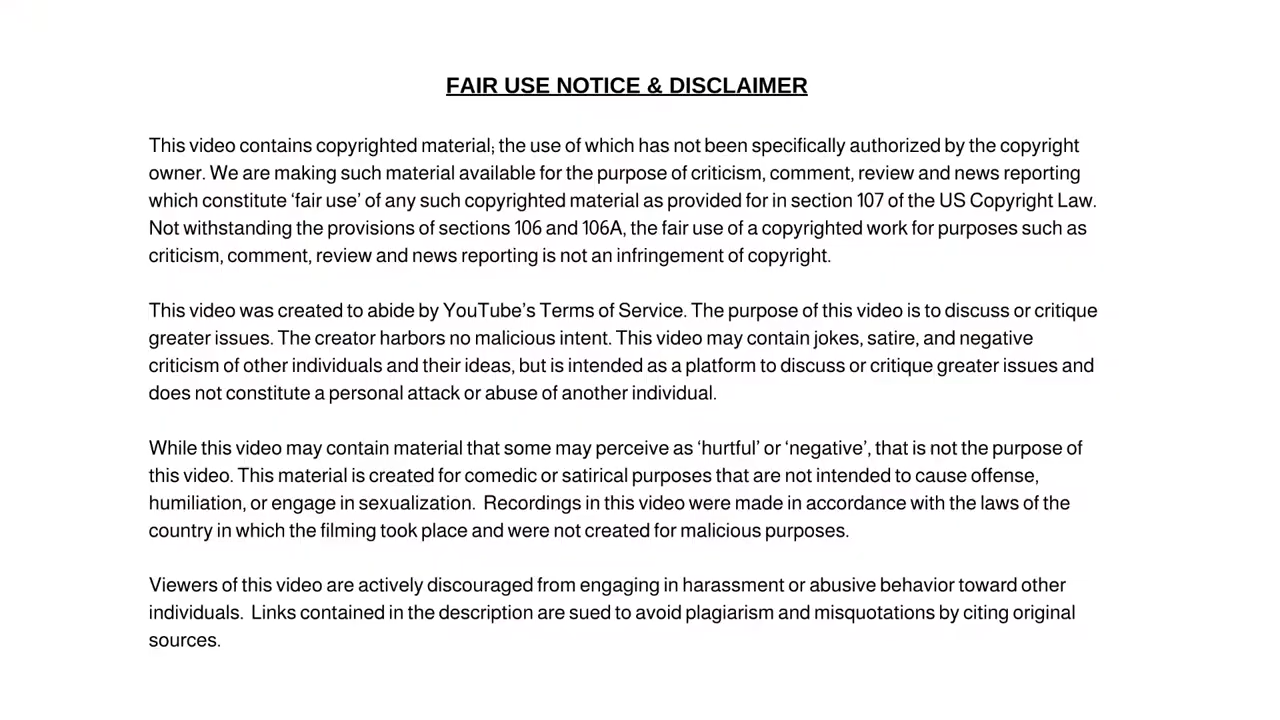 FAIR USE NOTICE & DISCLAIMER
This video contains copyrighted material; the use of which has not been specifically authorized by the copyright
owner. We are making such material available for the purpose of criticism, comment, review and news reporting
which constitute ‘fair use’ of any such copyrighted material as provided for in section 107 of the US Copyright Law.
Not withstanding the provisions of sections 106 and 106A, the fair use of a copyrighted work for purposes such as
criticism, comment, review and news reporting is not an infringement of copyright.
This video was created to abide by YouTube’s Terms of Service. The purpose of this video is to discuss or critique
greater issues. The creator harbors no malicious intent. This video may contain jokes, satire, and negative
criticism of other individuals and their ideas, but is intended as a platform to discuss or critique greater issues and
does not constitute a personal attack or abuse of another individual.
While this video may contain material that some may perceive as ‘hurtful’ or ‘negative’, that is not the purpose of
this video. This material is created for comedic or satirical purposes that are not intended to cause offense,
humiliation, or engage in sexualization. Recordings in this video were made in accordance with the laws of the
country in which the filming took place and were not created for malicious purposes.
Viewers of this video are actively discouraged from engaging in harassment or abusive behavior toward other
individuals. Links contained in the description are sued to avoid plagiarism and misquotations by citing original
sources.